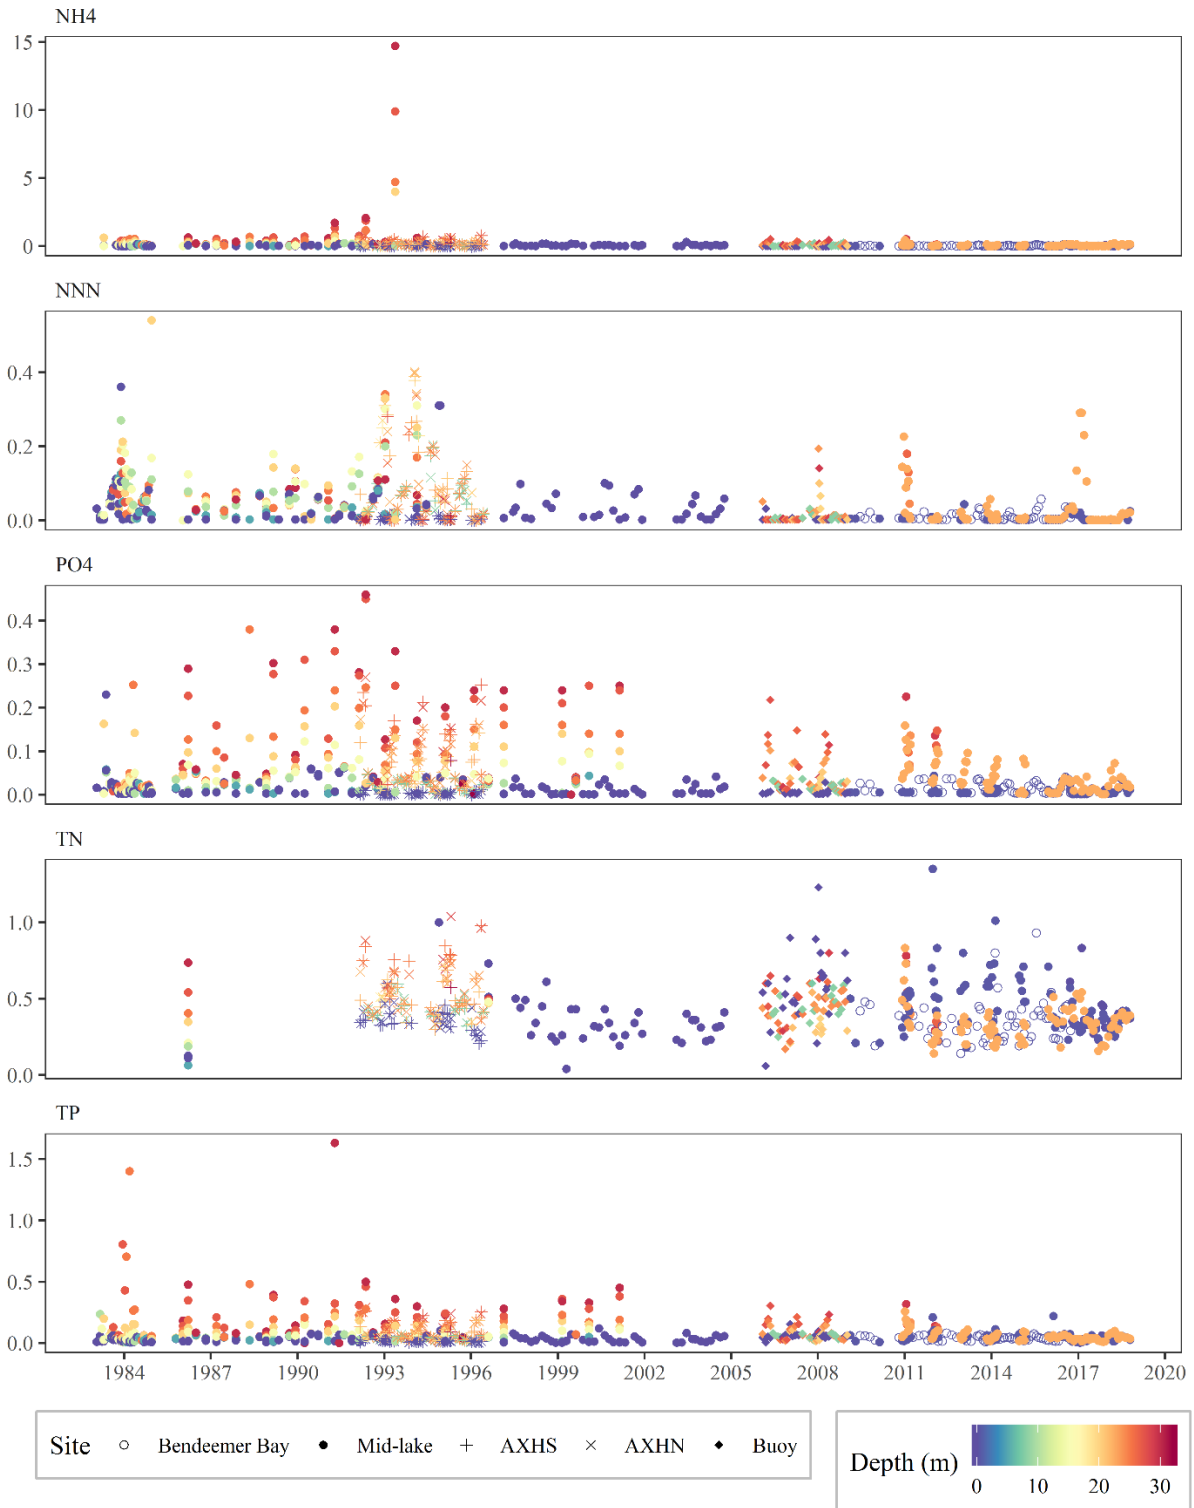 NH4
15
10
5
0
NNN
0.4
0.2
0.0
PO4
0.4
0.3
0.2
0.1
0.0
TN
1.0
0.5
0.0
TP
1.5
1.0
0.5
0.0
1984 1987 1990 1993 1996 1999 2002 2005 2008 2011 2014 2017 2020
Site Bendeemer Bay Mid-lake AXHS AXHN Buoy
Depth (m)
0 10 20 30